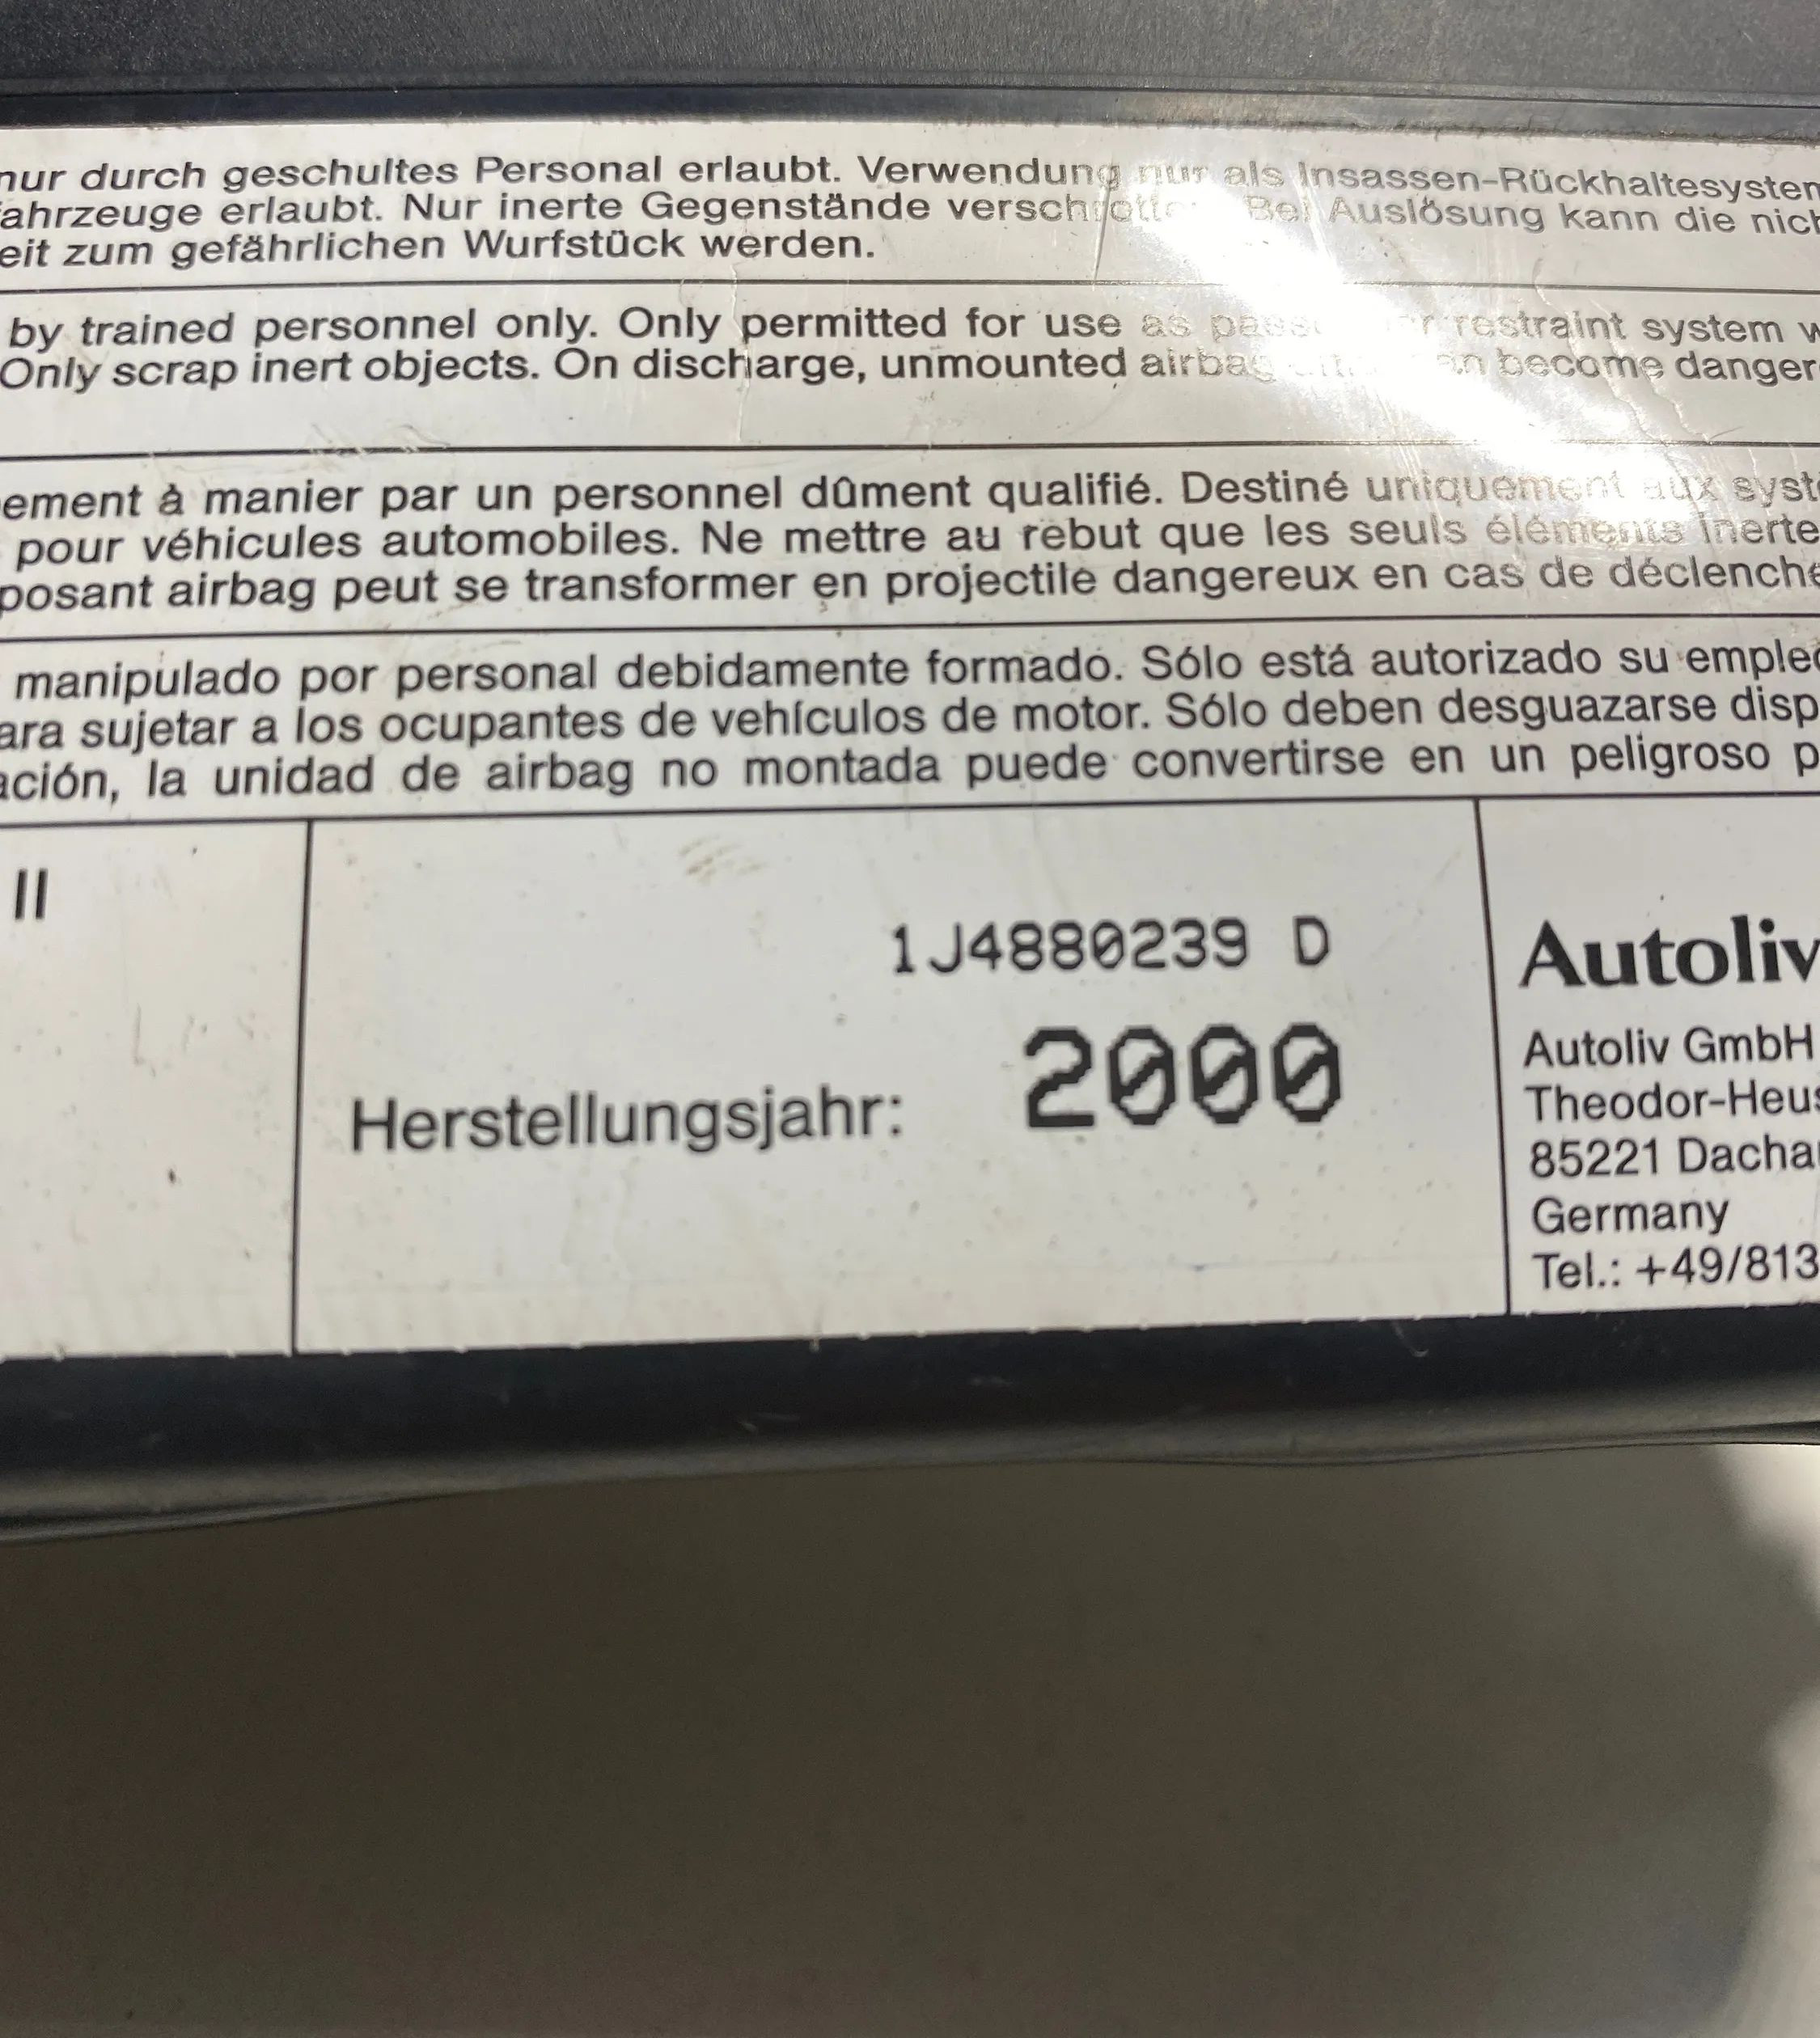 nur durch geschultes Personal erlaubt. Verwendung nur als Insassen-Rückhaltesystem
ahrzeuge erlaubt. Nur inerte Gegenstände verschrotten. Bei Auslösung kann die nich
eit zum gefährlichen Wurfstück werden.
by trained personnel only. Only permitted for use as restraint system w
Only scrap inert objects. On discharge, unmounted airbag become danger
ement à manier par un personnel dûment qualifié. Destiné uniquement aux syst
pour véhicules automobiles. Ne mettre au rebut que les seuls éléments inerte
posant airbag peut se transformer en projectile dangereux en cas de déclenche
manipulado por personal debidamente formado. Sólo está autorizado su empleo
ara sujetar a los ocupantes de vehículos de motor. Sólo deben desguazarse disp
ación, la unidad de airbag no montada puede convertirse en un peligroso p
II
1J4880239 D
Herstellungsjahr: 2000
Autoliv
Autoliv GmbH
Theodor-Heus
85221 Dachau
Germany
Tel.: +49/813